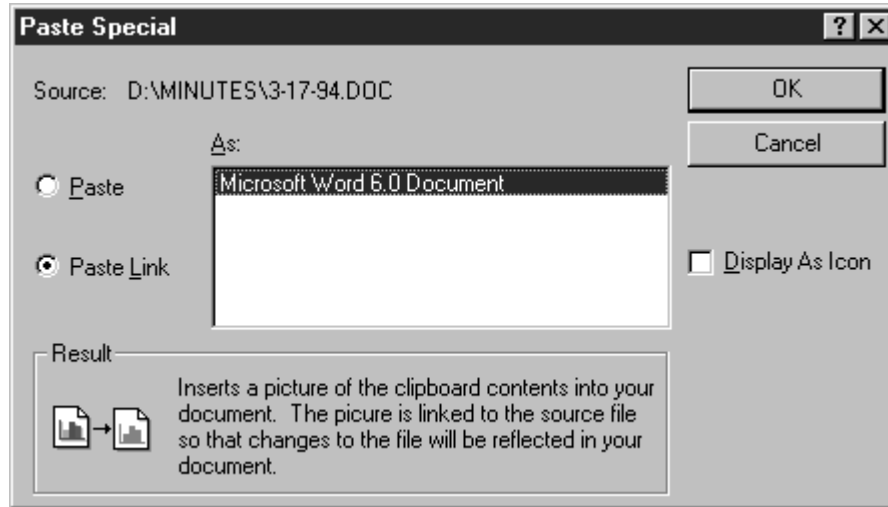 Paste Special
Source: D:\MINUTES\3-17-94.DOC
OK
Cancel
As:
Paste
Microsoft Word 6.0 Document
Paste Link
Display As Icon
Result
Inserts a picture of the clipboard contents into your
document. The picure is linked to the source file
so that changes to the file will be reflected in your
document.